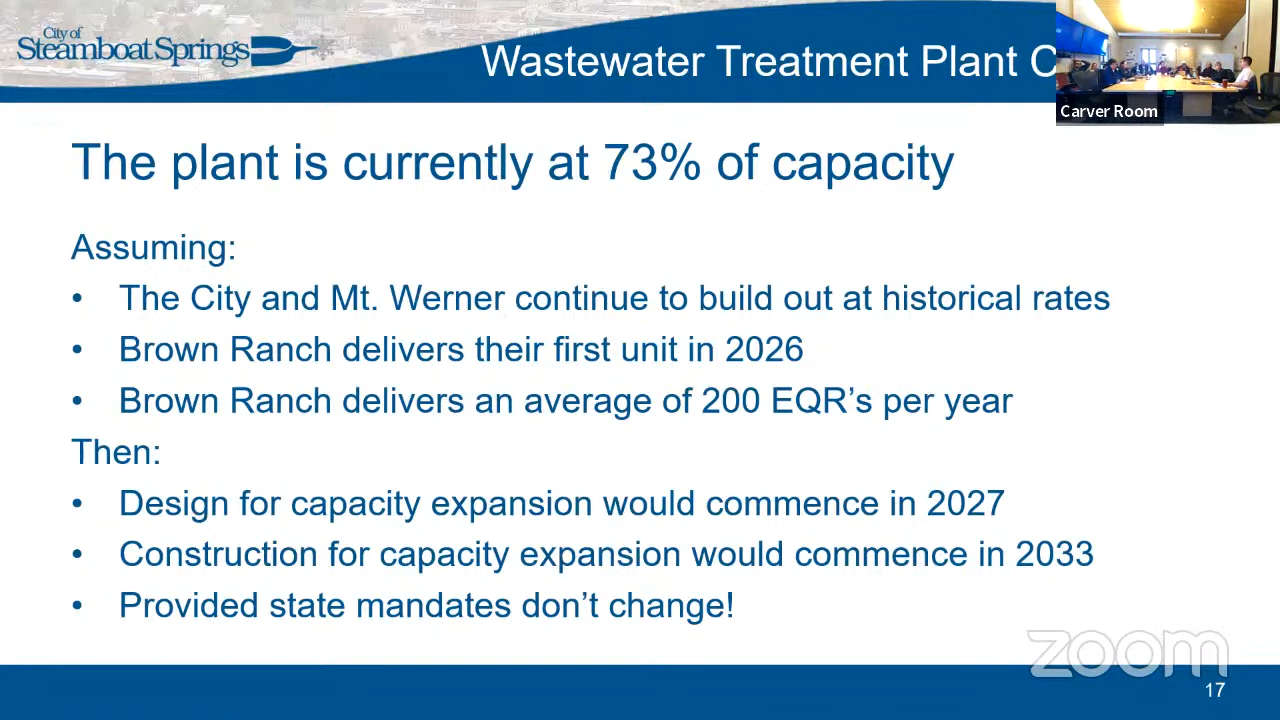 City of
Steamboat Springs
Wastewater Treatment Plant C
Carver Room
The plant is currently at 73% of capacity
Assuming:
• The City and Mt. Werner continue to build out at historical rates
• Brown Ranch delivers their first unit in 2026
• Brown Ranch delivers an average of 200 EQR’s per year
Then:
• Design for capacity expansion would commence in 2027
• Construction for capacity expansion would commence in 2033
• Provided state mandates don’t change!
zoom
17